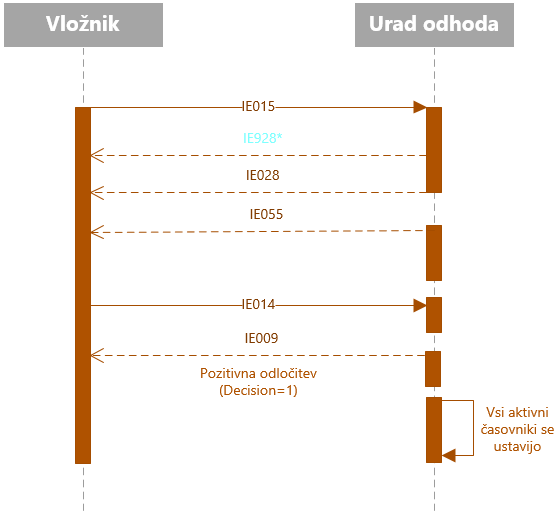 Vložnik
Urad odhoda
IE015
IE928*
IE028
IE055
IE014
IE009
Pozitivna odločitev
(Decision=1)
Vsi aktivni
časovniki se
ustavijo